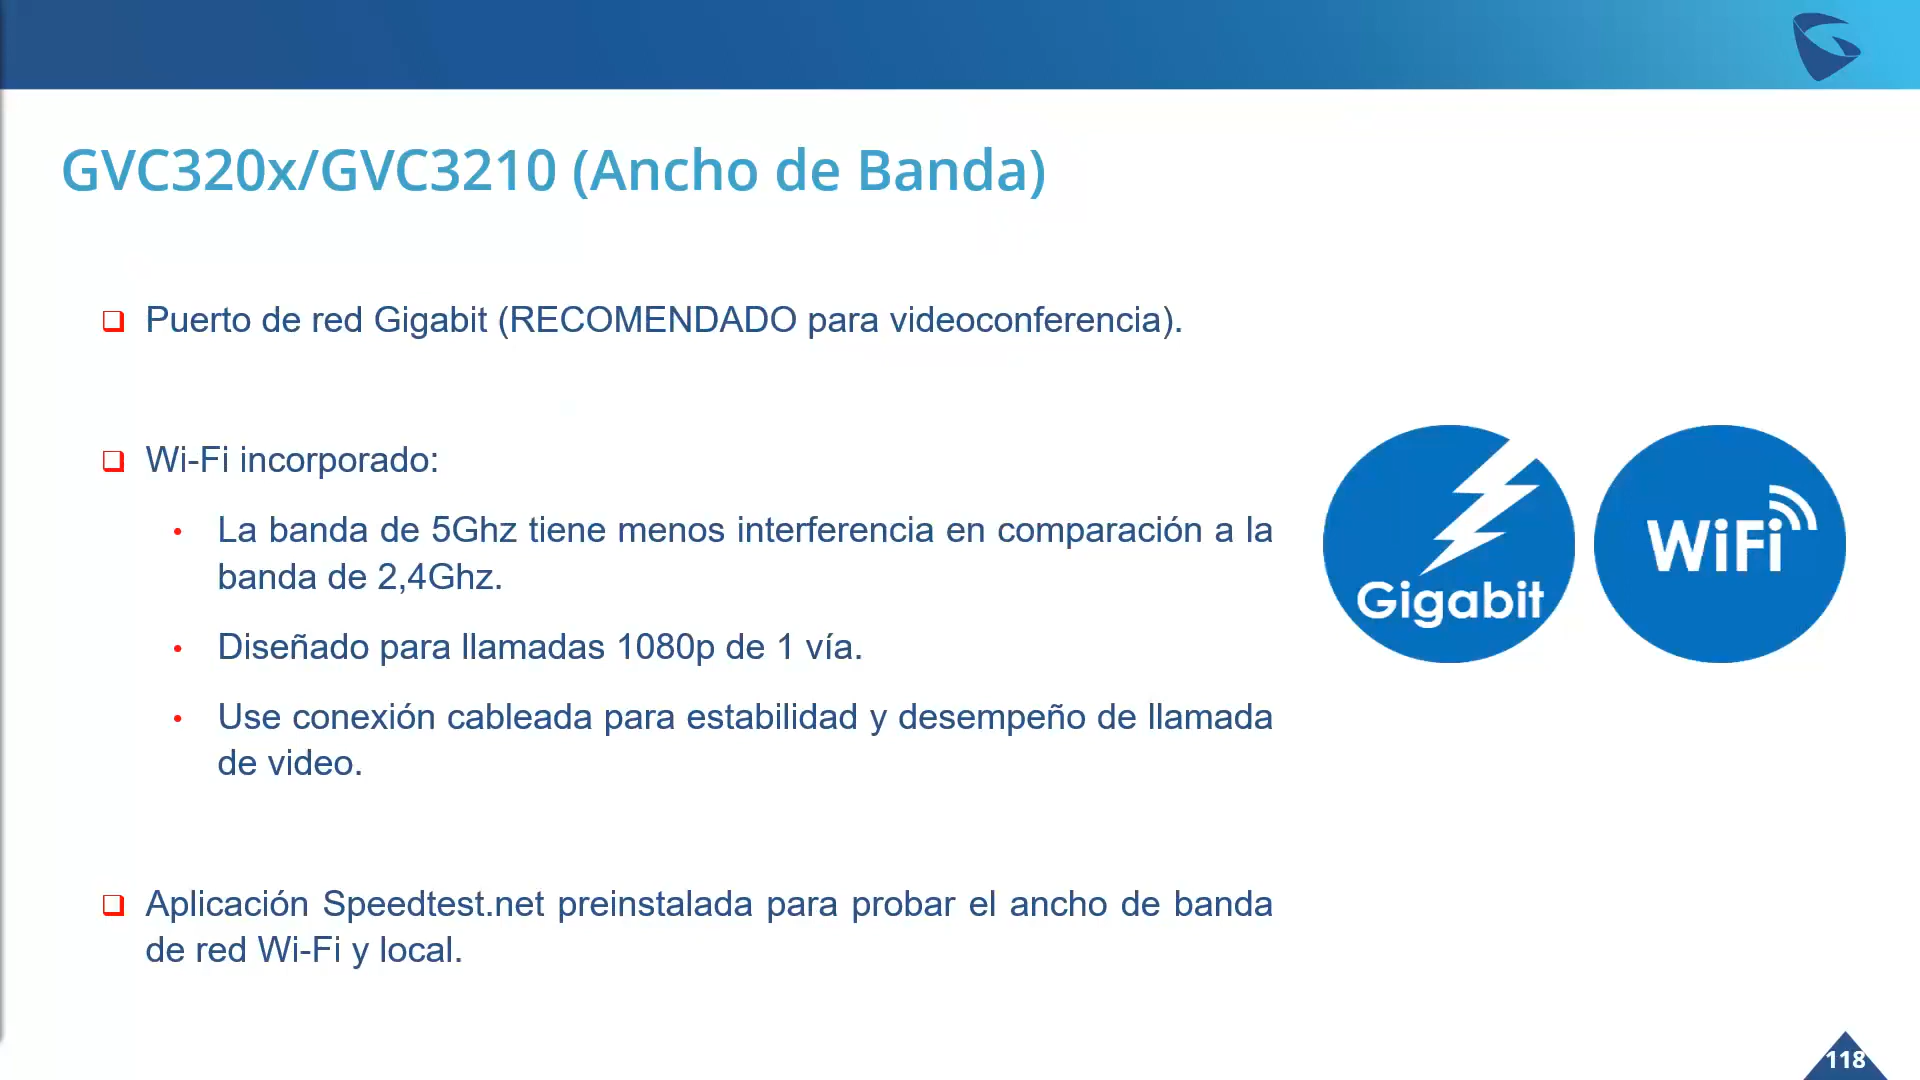 GVC320x/GVC3210 (Ancho de Banda)
Puerto de red Gigabit (RECOMENDADO para videoconferencia).
Wi-Fi incorporado:
La banda de 5Ghz tiene menos interferencia en comparación a la
banda de 2,4Ghz.
Diseñado para llamadas 1080p de 1 vía.
Use conexión cableada para estabilidad y desempeño de llamada
de video.
Aplicación Speedtest.net preinstalada para probar el ancho de banda
de red Wi-Fi y local.
Gigabit
WiFi
118